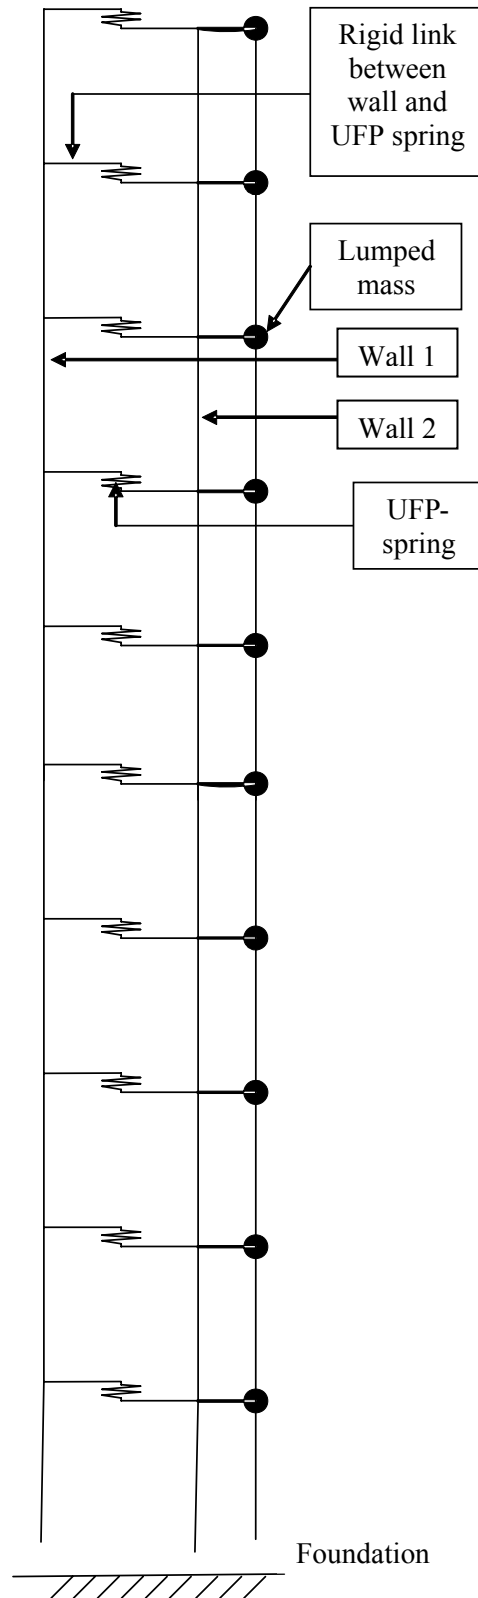 Rigid link
between
wall and
UFP spring
Lumped
mass
Wall 1
Wall 2
UFP-
spring
Foundation